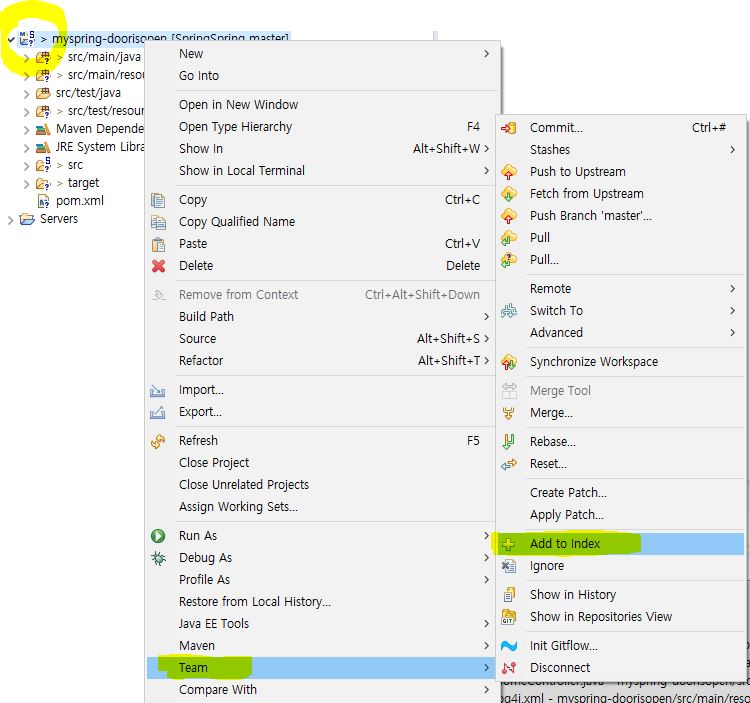 > myspring-doorisopen [SpringSpring master]
> src/main/java
> src/main/resou
src/test/java
> src/test/resour
Maven Depende
JRE System Libra
> src
> target
pom.xml
Servers
New
Go Into
Open in New Window
Open Type Hierarchy F4
Show In Alt+Shift+W >
Show in Local Terminal
Copy Ctrl+C
Copy Qualified Name
Paste Ctrl+V
Delete Delete
Remove from Context Ctrl+Alt+Shift+Down
Build Path
Source Alt+Shift+S >
Refactor Alt+Shift+T >
Import...
Export...
Refresh F5
Close Project
Close Unrelated Projects
Assign Working Sets...
Run As
Debug As
Profile As
Restore from Local History...
Java EE Tools
Maven
Team
Compare With
Commit... Ctrl+#
Stashes
Push to Upstream
Fetch from Upstream
Push Branch 'master'...
Pull
Pull...
Remote
Switch To
Advanced
Synchronize Workspace
Merge Tool
Merge...
Rebase...
Reset...
Create Patch...
Apply Patch...
Add to Index
Ignore
Show in History
Show in Repositories View
Init Gitflow...
Disconnect
omeController.java - myspring-doorisopen/src
og4j.xml - myspring-doorisopen/src/main/reso